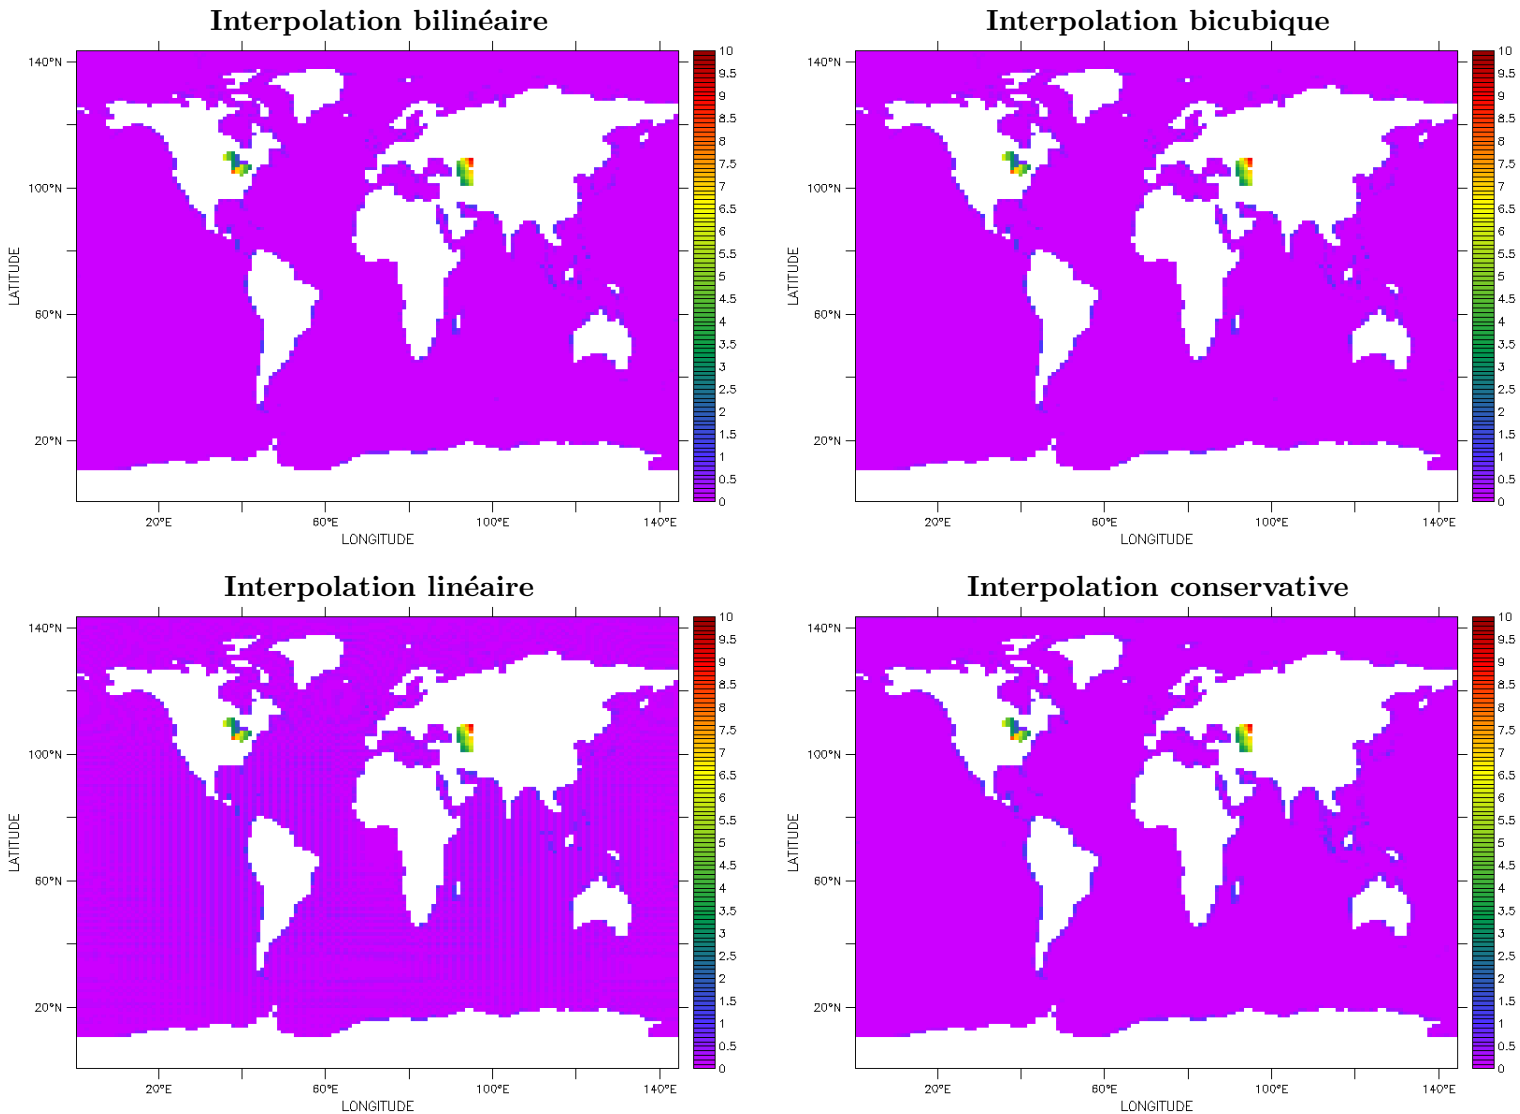 Interpolation bilinéaire
140°N
100°N
60°N
20°N
LATITUDE
20°E
60°E
100°E
140°E
LONGITUDE
10
9.5
9
8.5
8
7.5
7
6.5
6
5.5
5
4.5
4
3.5
3
2.5
2
1.5
1
0.5
0
Interpolation bicubique
140°N
100°N
60°N
20°N
LATITUDE
20°E
60°E
100°E
140°E
LONGITUDE
10
9.5
9
8.5
8
7.5
7
6.5
6
5.5
5
4.5
4
3.5
3
2.5
2
1.5
1
0.5
0
Interpolation linéaire
140°N
100°N
60°N
20°N
LATITUDE
20°E
60°E
100°E
140°E
LONGITUDE
10
9.5
9
8.5
8
7.5
7
6.5
6
5.5
5
4.5
4
3.5
3
2.5
2
1.5
1
0.5
0
Interpolation conservative
140°N
100°N
60°N
20°N
LATITUDE
20°E
60°E
100°E
140°E
LONGITUDE
10
9.5
9
8.5
8
7.5
7
6.5
6
5.5
5
4.5
4
3.5
3
2.5
2
1.5
1
0.5
0